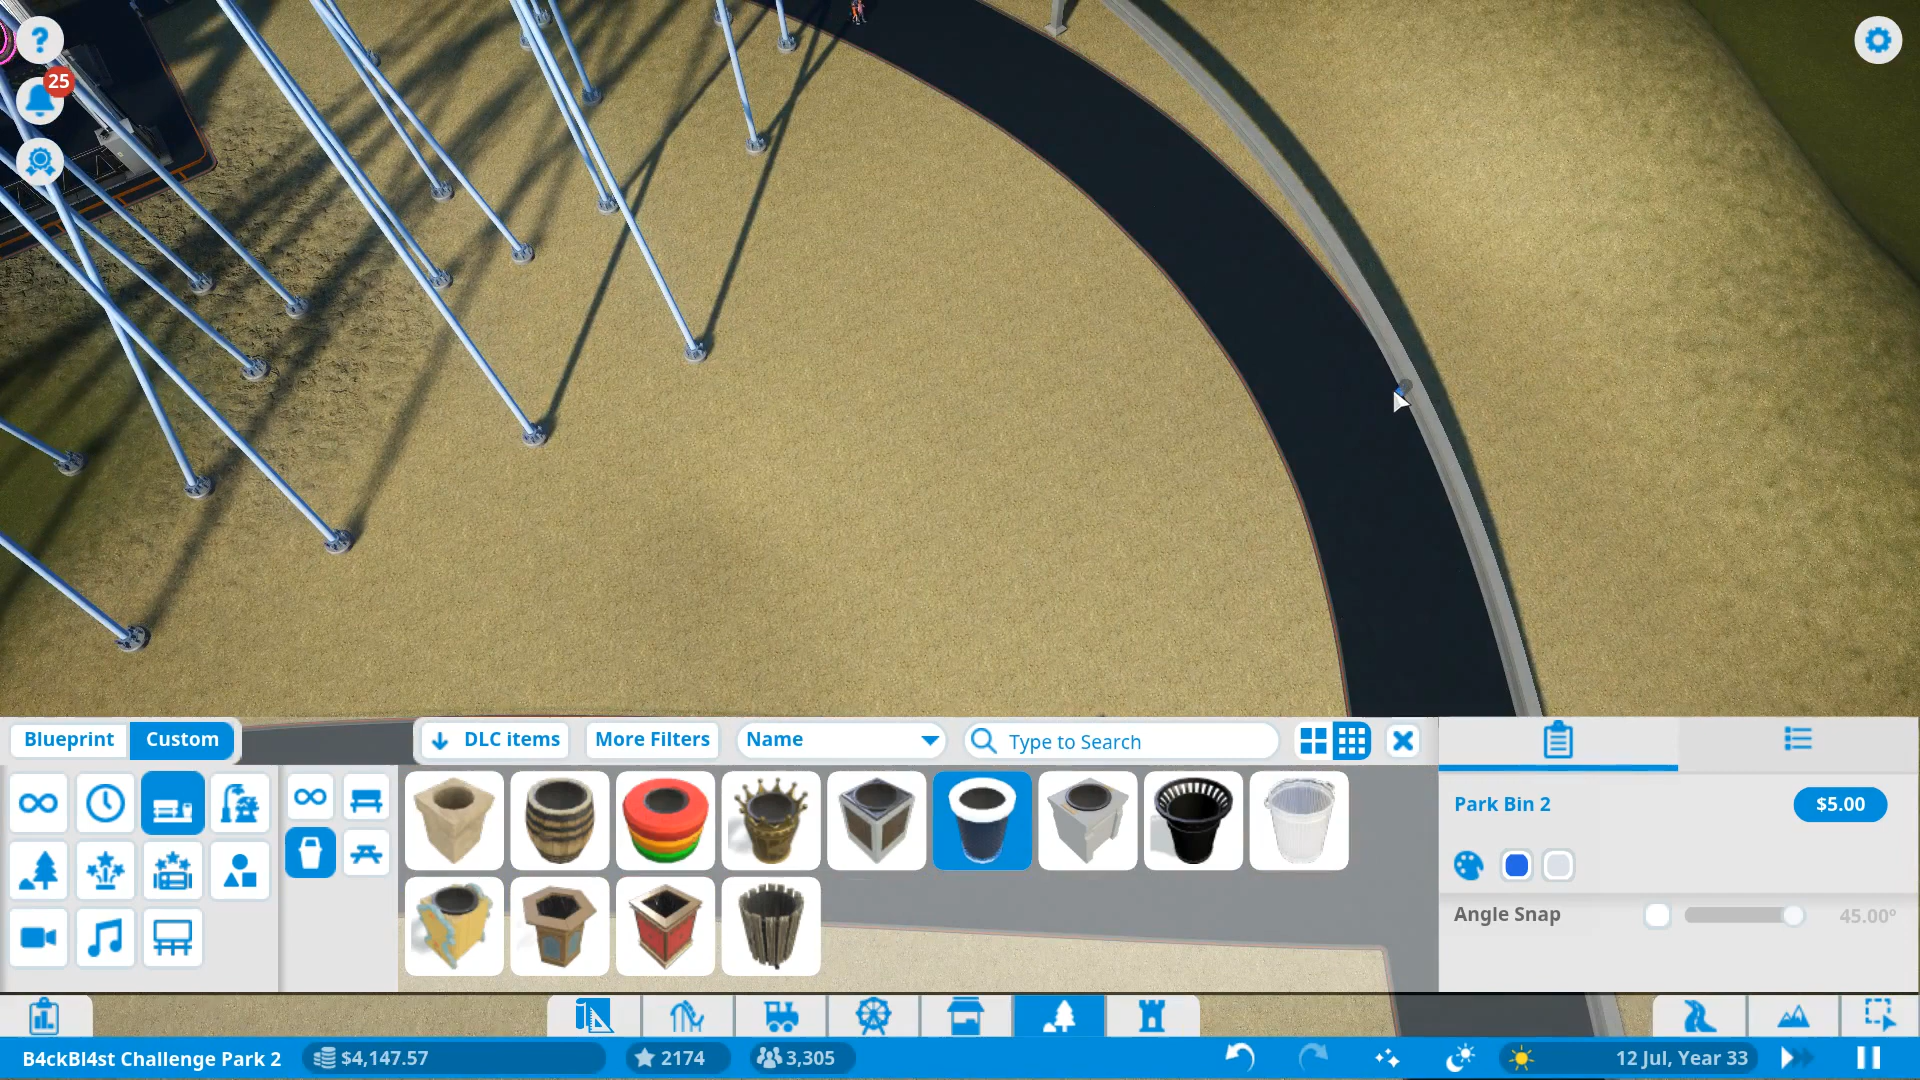 ?
25
Blueprint
Custom
DLC items
More Filters
Name
Type to Search
Park Bin 2
$5.00
Angle Snap
45.00°
B4ckBl4st Challenge Park 2
$4,147.57
2174
3,305
12 Jul, Year 33